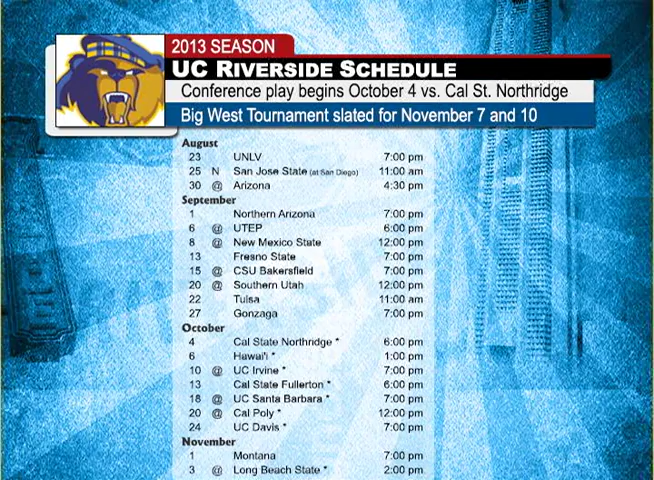 2013 SEASON
UC RIVERSIDE SCHEDULE
Conference play begins October 4 vs. Cal St. Northridge
Big West Tournament slated for November 7 and 10
August
23 UNLV 7:00 pm
25 N San Jose State (at San Diego) 11:00 am
30 @ Arizona 4:30 pm
September
1 Northern Arizona 7:00 pm
6 @ UTEP 6:00 pm
8 @ New Mexico State 12:00 pm
13 Fresno State 7:00 pm
15 @ CSU Bakersfield 7:00 pm
20 @ Southern Utah 12:00 pm
22 Tulsa 11:00 am
27 Gonzaga 7:00 pm
October
4 Cal State Northridge * 6:00 pm
6 Hawai'i * 1:00 pm
10 @ UC Irvine * 7:00 pm
13 Cal State Fullerton * 6:00 pm
18 @ UC Santa Barbara * 7:00 pm
20 @ Cal Poly * 12:00 pm
24 UC Davis * 7:00 pm
November
1 Montana 7:00 pm
3 @ Long Beach State * 2:00 pm